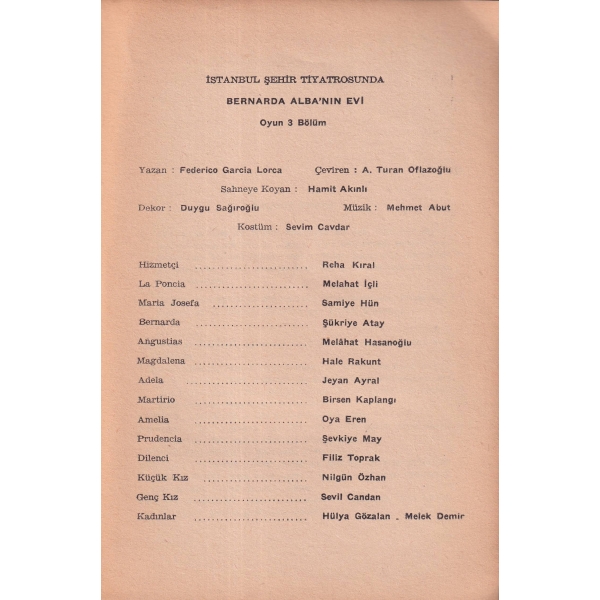 İSTANBUL ŞEHİR TİYATROSUNDA
BERNARDA ALBA'NIN EVİ
Oyun 3 Bölüm
Yazan : Federico Garcia Lorca Çeviren : A. Turan Oflazoğlu
Sahneye Koyan : Hamit Akınlı
Dekor : Duygu Sağıroğlu Müzik : Mehmet Abut
Kostüm : Sevim Cavdar
Hizmetçi ........................ Reha Kıral
La Poncia ........................ Melahat İçli
Maria Josefa .................... Samiye Hün
Bernarda ........................ Şükriye Atay
Angustias ........................ Melâhat Hasanoğlu
Magdalena ........................ Hale Rakunt
Adela ........................ Jeyan Ayral
Martirio ........................ Birsen Kaplangı
Amelia ........................ Oya Eren
Prudencia ........................ Şevkiye May
Dilenci ........................ Filiz Toprak
Küçük Kız ........................ Nilgün Özhan
Genç Kız ........................ Sevil Candan
Kadınlar ........................ Hülya Gözalan . Melek Demir